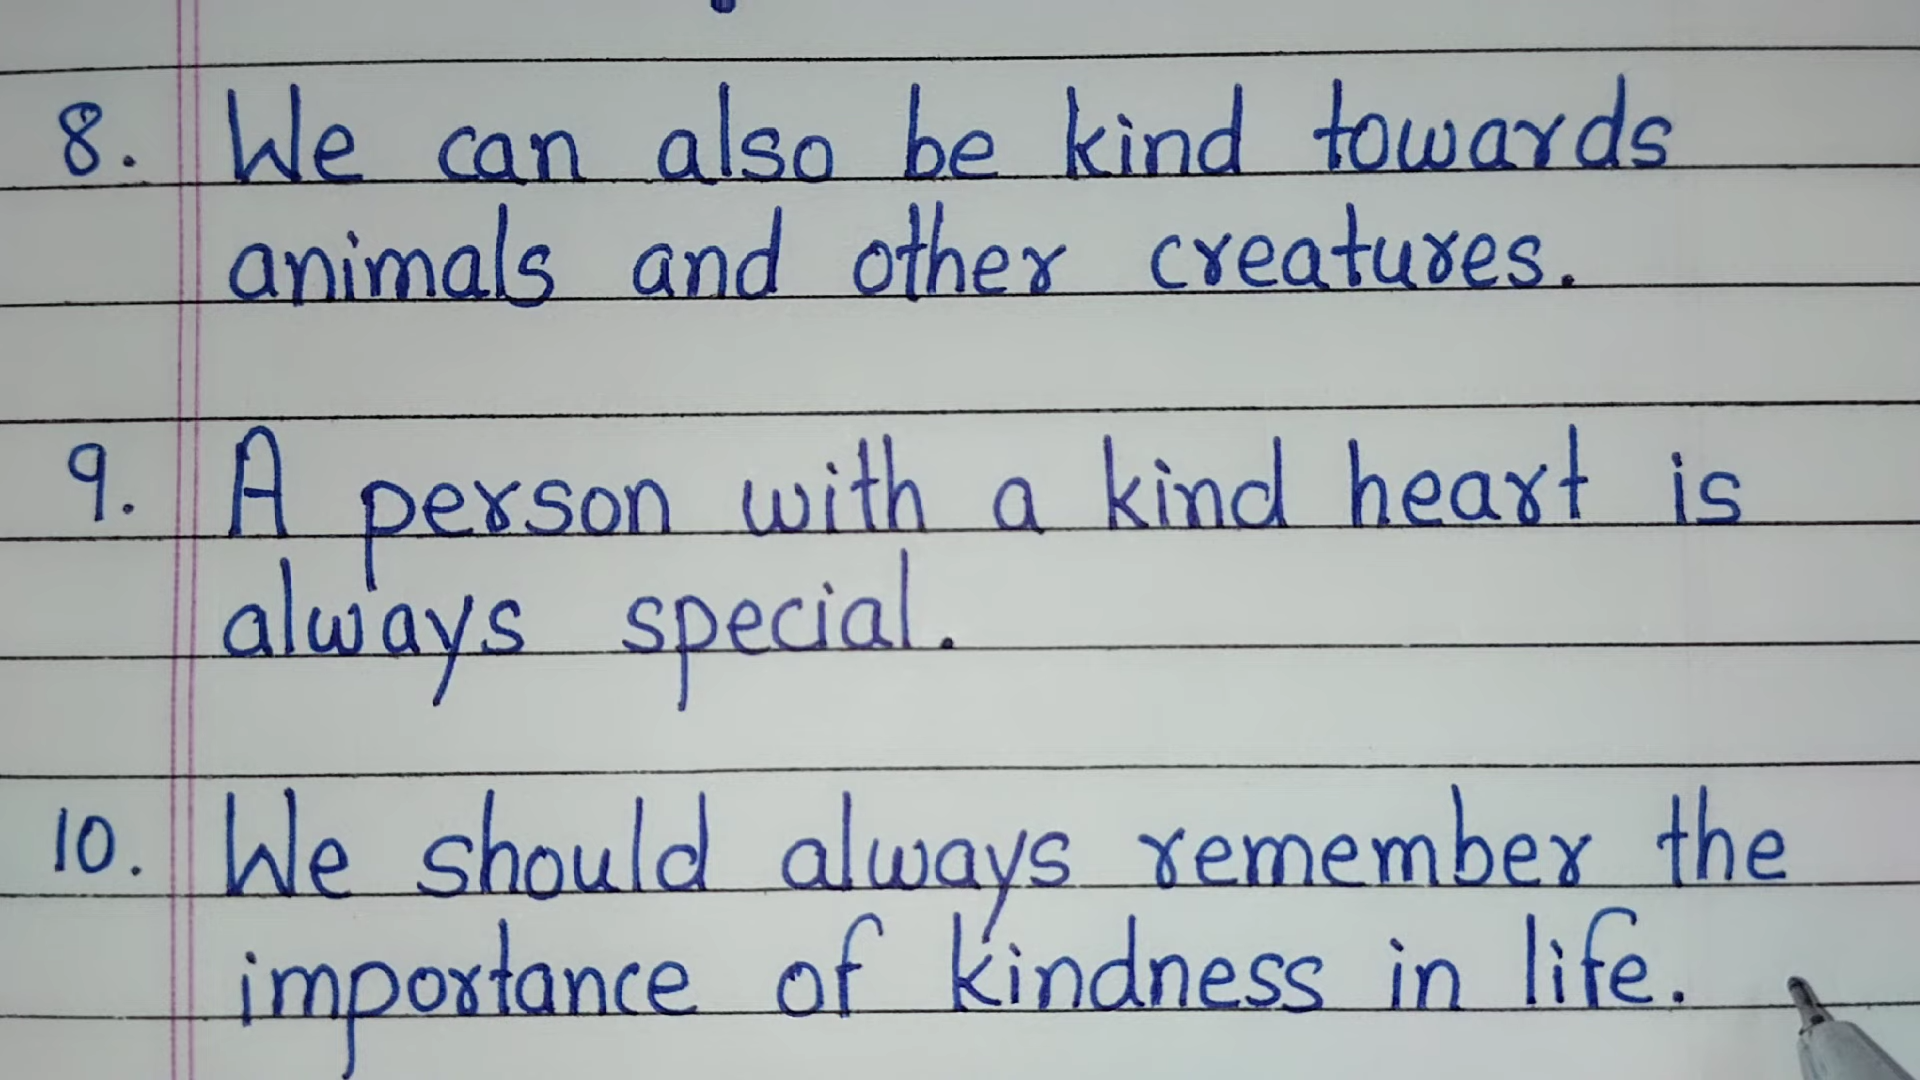 8. We can also be kind towards
animals and other creatures.
9. A person with a kind heart is
always special.
10. We should always remember the
importance of kindness in life.